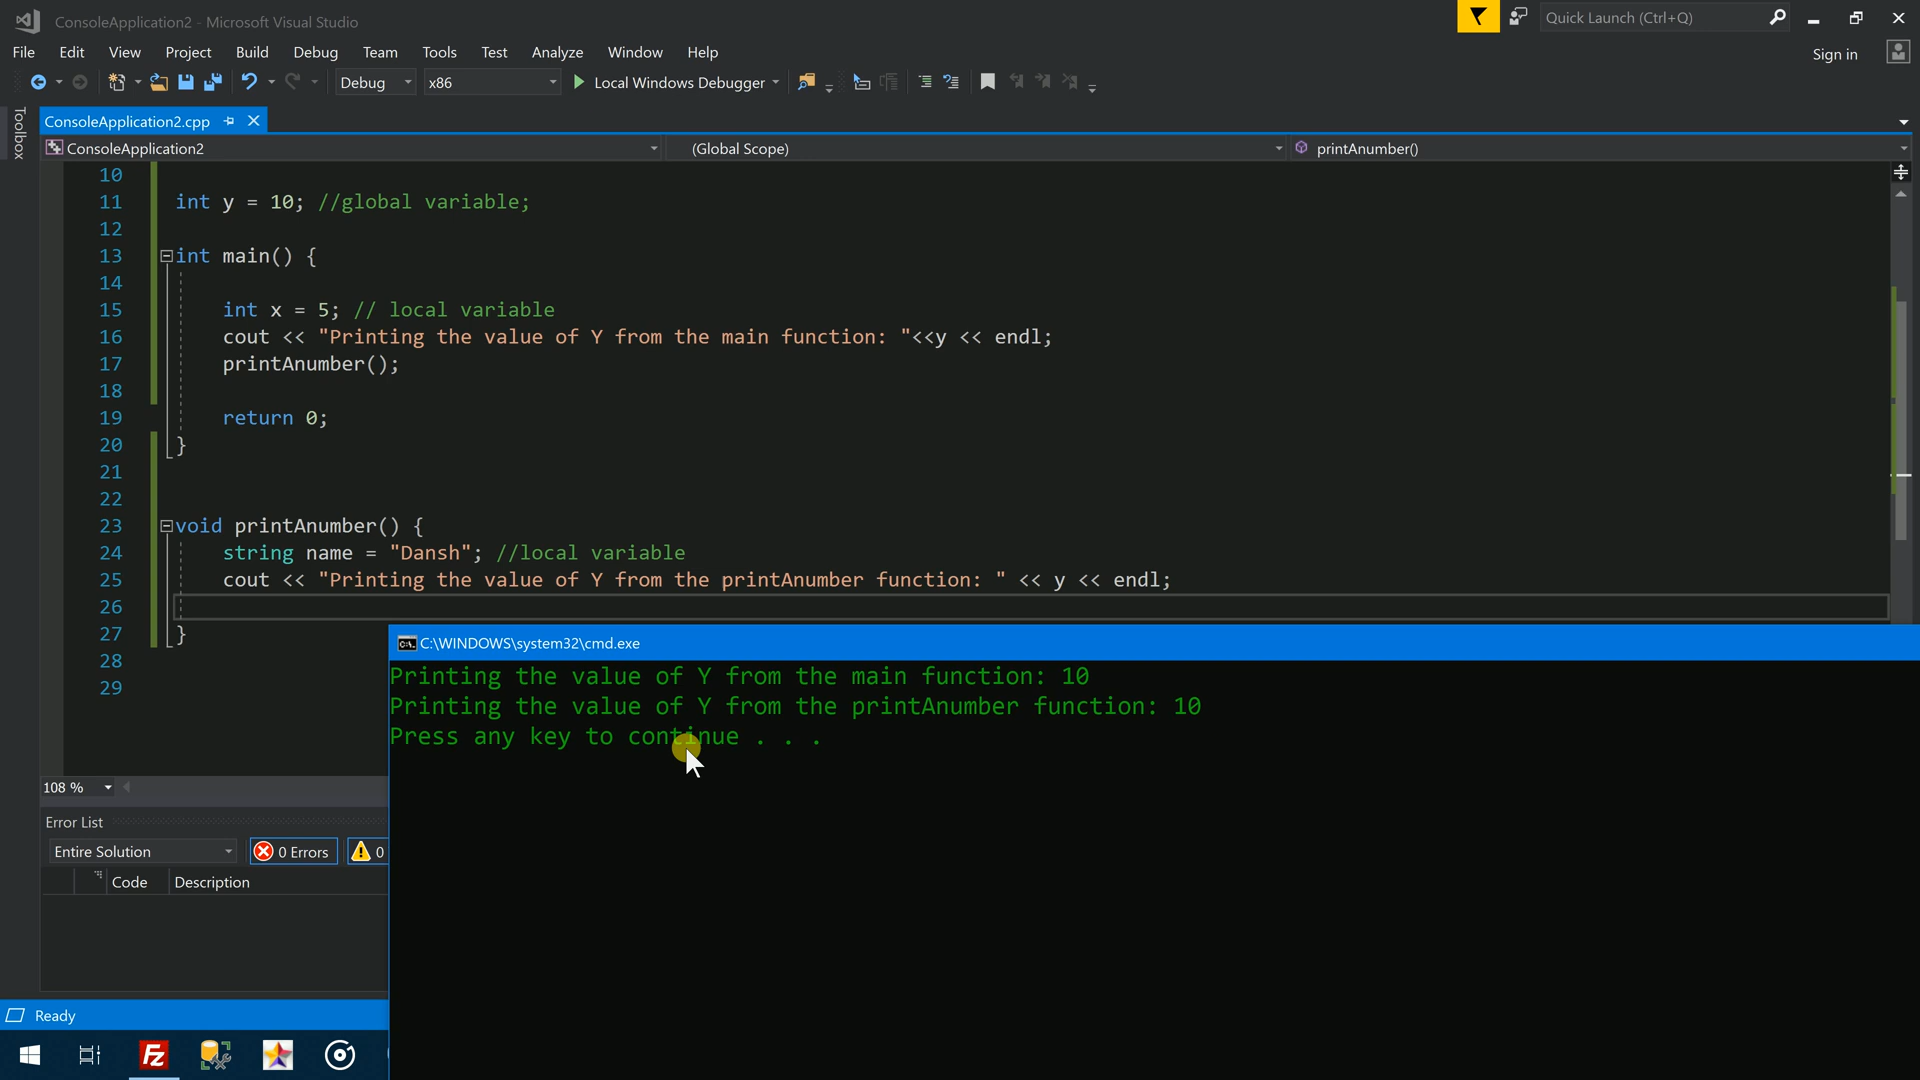 ConsoleApplication2 - Microsoft Visual Studio
Quick Launch (Ctrl+Q)
File Edit View Project Build Debug Team Tools Test Analyze Window Help
Sign in
Debug x86 Local Windows Debugger
Toolbox
ConsoleApplication2.cpp
ConsoleApplication2 (Global Scope) printAnumber()
10
11 int y = 10; //global variable;
12
13 int main() {
14
15 int x = 5; // local variable
16 cout << "Printing the value of Y from the main function: "<<y << endl;
17 printAnumber();
18
19 return 0;
20 }
21
22
23 void printAnumber() {
24 string name = "Dansh"; //local variable
25 cout << "Printing the value of Y from the printAnumber function: " << y << endl;
26
27 }
28
29
C:\WINDOWS\system32\cmd.exe
Printing the value of Y from the main function: 10
Printing the value of Y from the printAnumber function: 10
Press any key to continue . . .
108 %
Error List
Entire Solution 0 Errors 0
Code Description
Ready
Fz